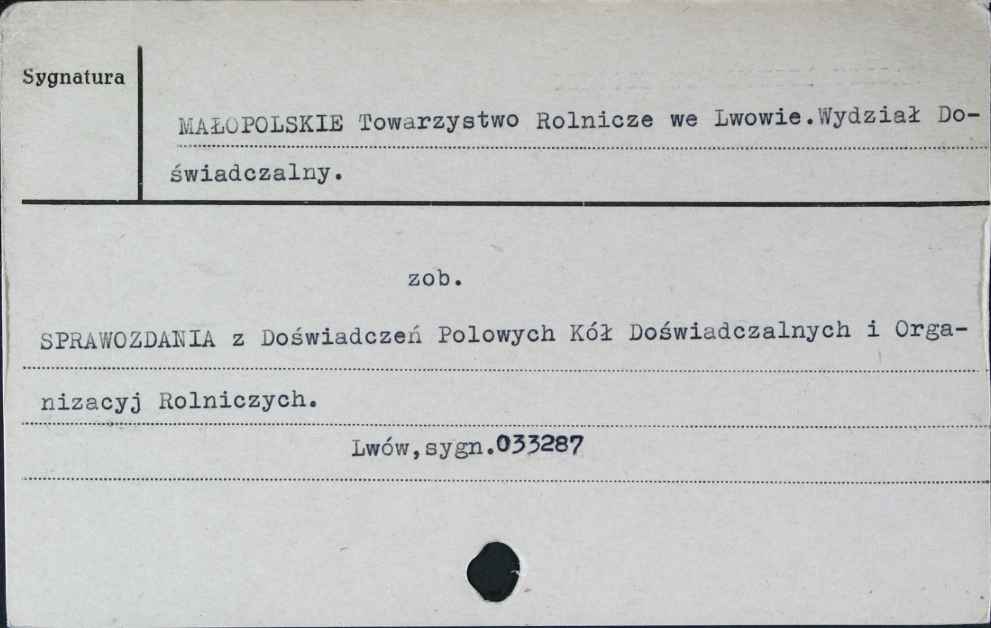 Sygnatura
MAŁOPOLSKIE Towarzystwo Rolnicze we Lwowie.Wydział Do-
świadczalny.
zob.
SPRAWOZDANIA z Doświadczeń Polowych Kół Doświadczalnych i Orga-
nizacyj Rolniczych.
Lwów,sygn.033287